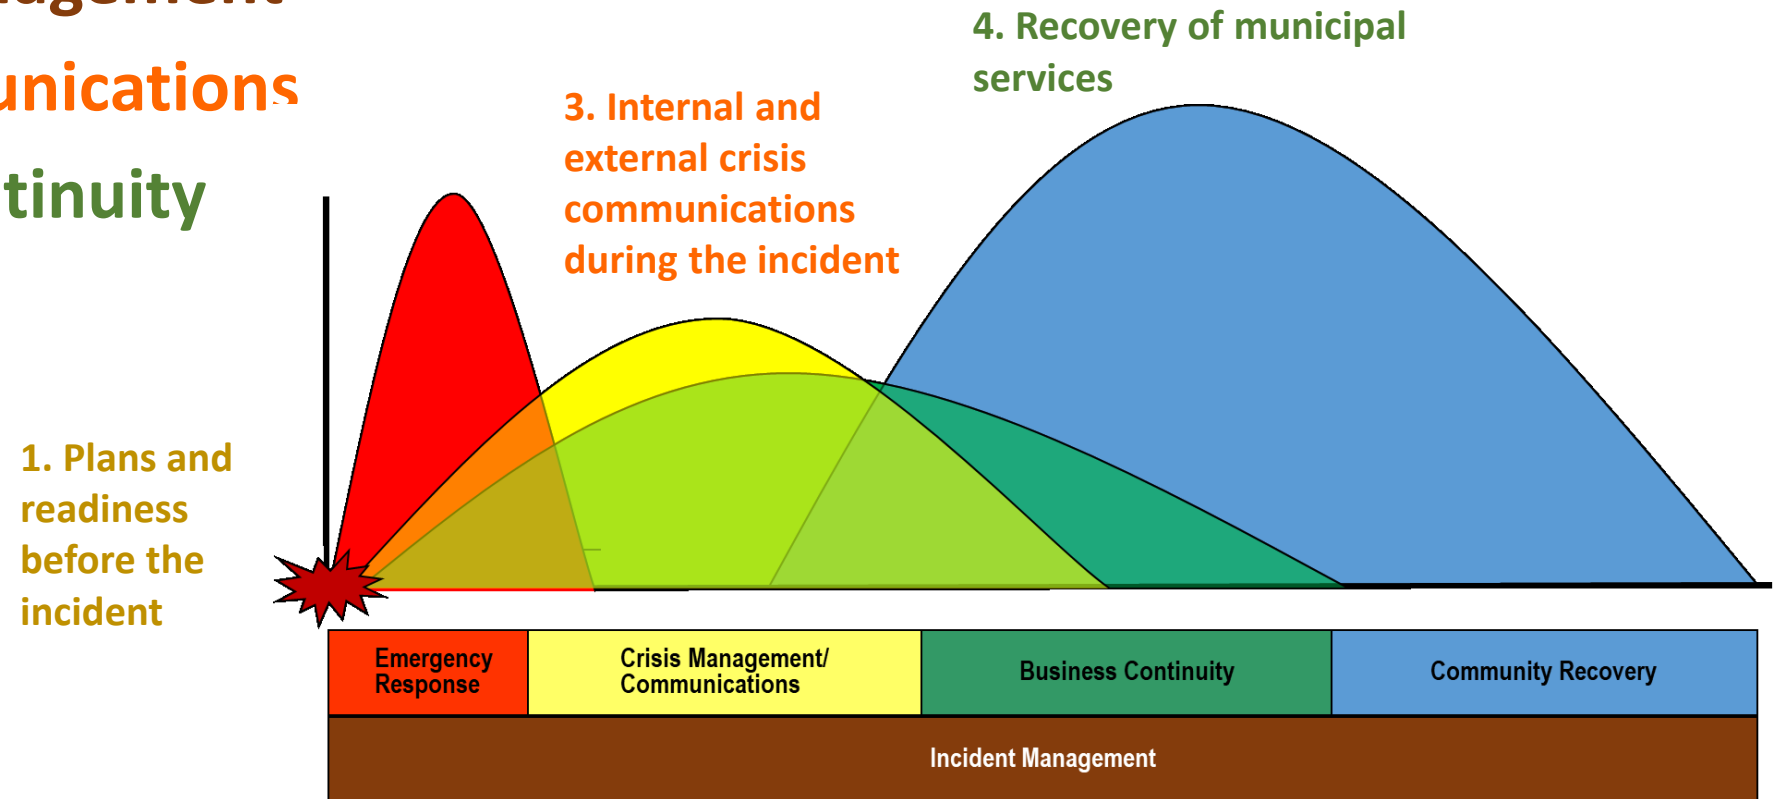 agement
unications
tinuity
4. Recovery of municipal
services
3. Internal and
external crisis
communications
during the incident
1. Plans and
readiness
before the
incident
Emergency
Response
Crisis Management/
Communications
Business Continuity
Community Recovery
Incident Management